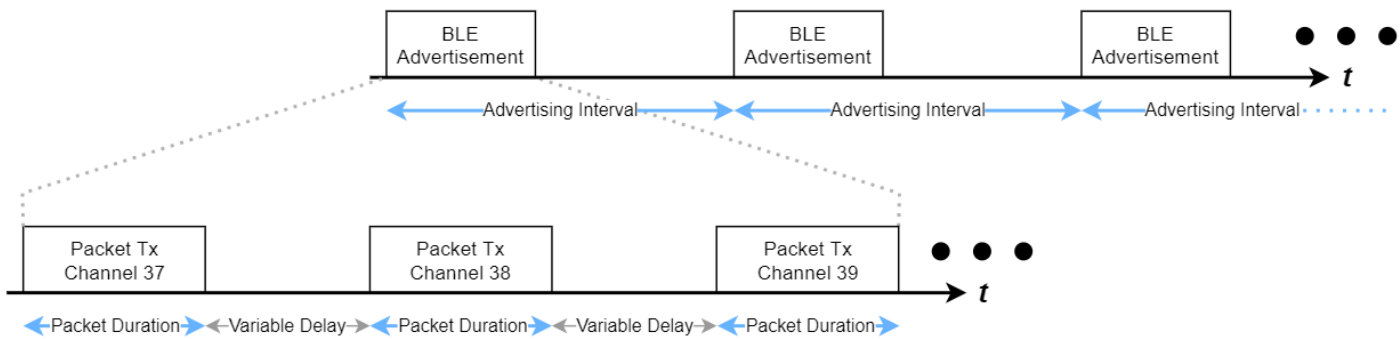 BLE
Advertisement
BLE
Advertisement
BLE
Advertisement
t
Advertising Interval
Advertising Interval
Advertising Interval
Packet Tx
Channel 37
Packet Tx
Channel 38
Packet Tx
Channel 39
t
Packet Duration
Variable Delay
Packet Duration
Variable Delay
Packet Duration